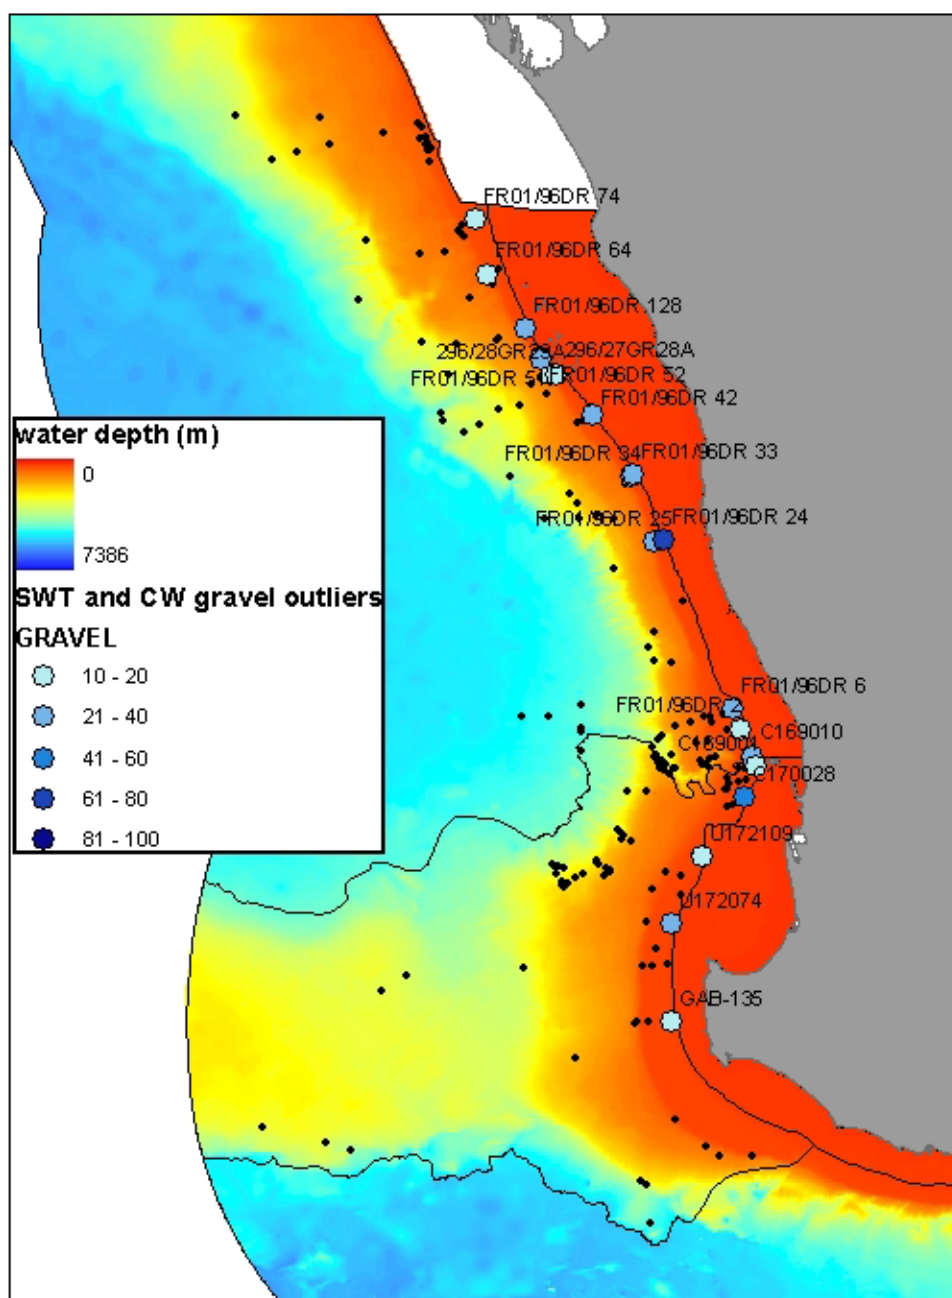 FR01/96DR 74
FR01/96DR 64
FR01/96DR 128
296/28GR29A
296/27GR28A
FR01/96DR 52
FR01/96DR 42
water depth (m)
0
7386
FR01/96DR 34
FR01/96DR 33
FR01/96DR 25
FR01/96DR 24
SWT and CW gravel outliers
GRAVEL
10 - 20
21 - 40
41 - 60
61 - 80
81 - 100
FR01/96DR 6
FR01/96DR 2
C169010
C169001
C170028
U172109
U172074
GAB-135